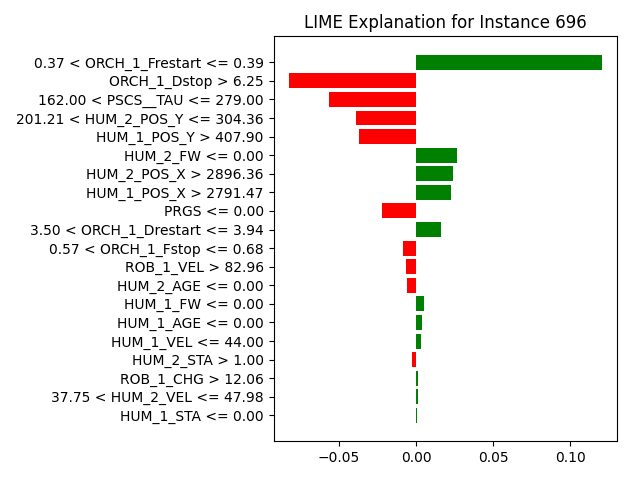 LIME Explanation for Instance 696
0.37 < ORCH_1_Frestart <= 0.39
ORCH_1_Dstop > 6.25
162.00 < PSCS__TAU <= 279.00
201.21 < HUM_2_POS_Y <= 304.36
HUM_1_POS_Y > 407.90
HUM_2_FW <= 0.00
HUM_2_POS_X > 2896.36
HUM_1_POS_X > 2791.47
PRGS <= 0.00
3.50 < ORCH_1_Drestart <= 3.94
0.57 < ORCH_1_Fstop <= 0.68
ROB_1_VEL > 82.96
HUM_2_AGE <= 0.00
HUM_1_FW <= 0.00
HUM_1_AGE <= 0.00
HUM_1_VEL <= 44.00
HUM_2_STA > 1.00
ROB_1_CHG > 12.06
37.75 < HUM_2_VEL <= 47.98
HUM_1_STA <= 0.00
−0.05 0.00 0.05 0.10